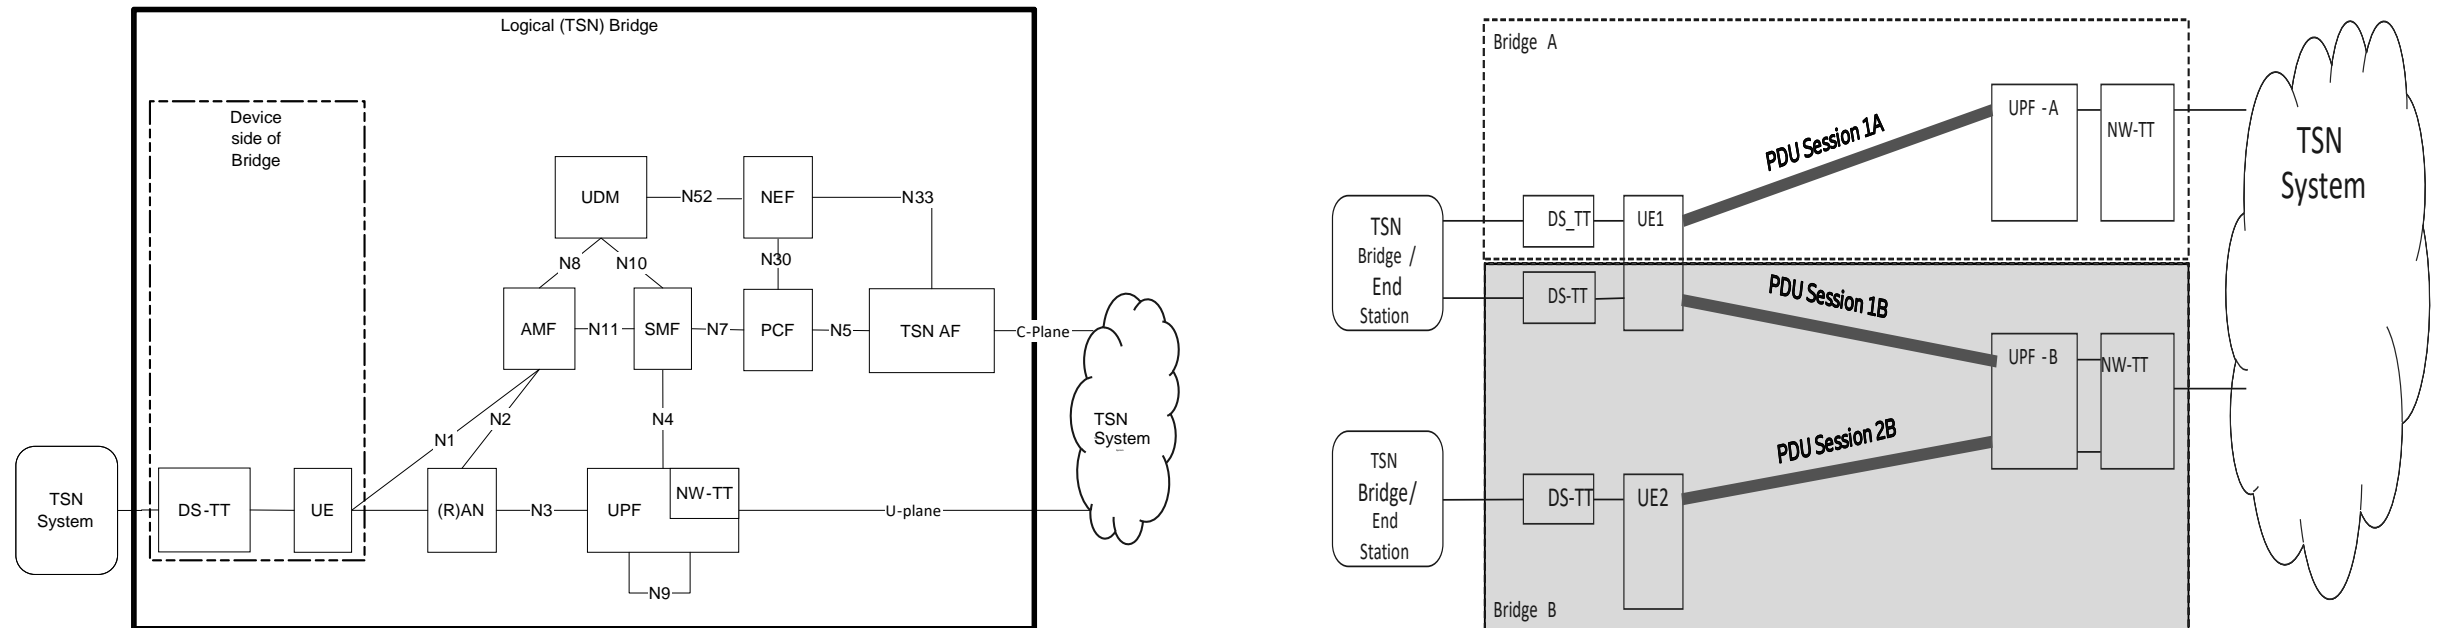 Logical (TSN) Bridge
Device
side of
Bridge
UDM
N52
NEF
N33
N8
N10
N30
AMF
N11
SMF
N7
PCF
N5
TSN AF
C-Plane
N1
N2
N4
TSN
System
TSN
System
DS-TT
UE
(R)AN
N3
UPF
NW-TT
U-plane
N9
Bridge A
UPF -A
NW-TT
PDU Session 1A
TSN
System
TSN
Bridge /
End
Station
DS_TT
UE1
DS-TT
PDU Session 1B
UPF -B
NW-TT
PDU Session 2B
TSN
Bridge/
End
Station
DS-TT
UE2
Bridge B